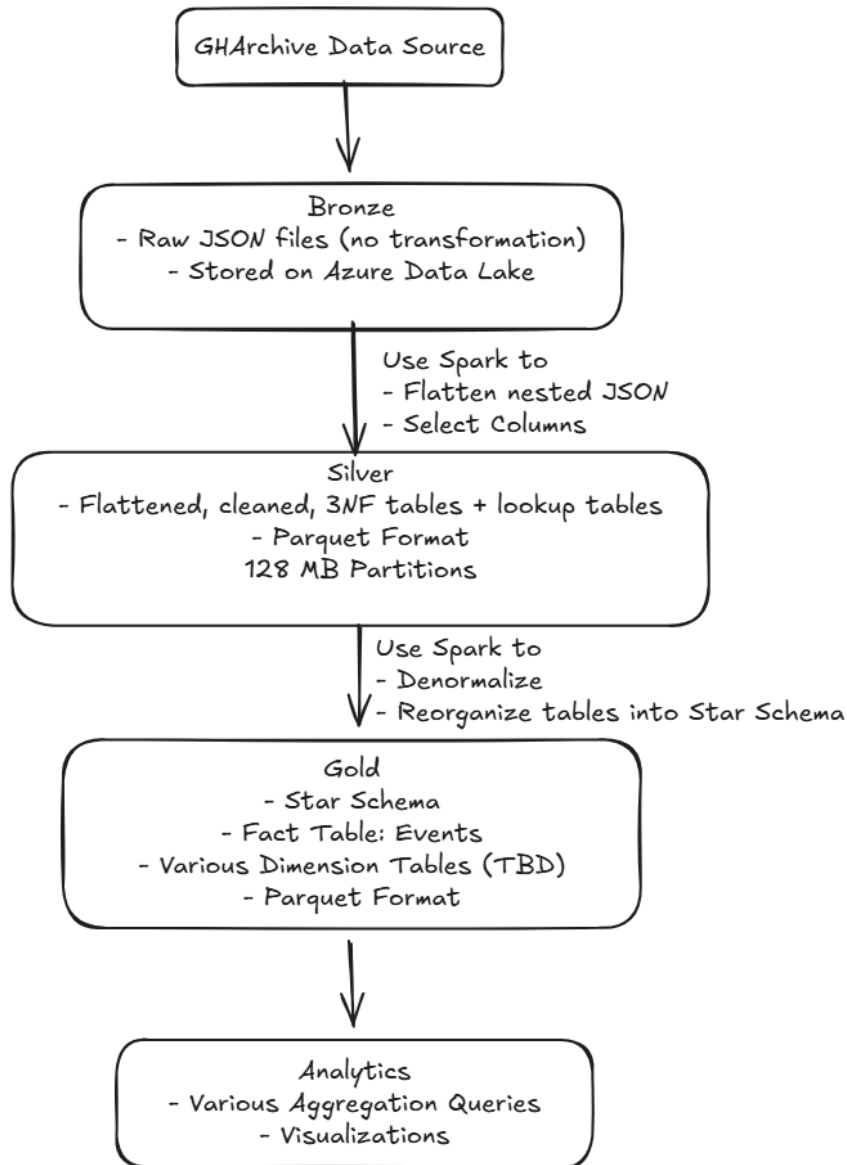 GHArchive Data Source
Bronze
- Raw JSON files (no transformation)
- Stored on Azure Data Lake
Use Spark to
- Flatten nested JSON
- Select Columns
Silver
- Flattened, cleaned, 3NF tables + lookup tables
- Parquet Format
128 MB Partitions
Use Spark to
- Denormalize
- Reorganize tables into Star Schema
Gold
- Star Schema
- Fact Table: Events
- Various Dimension Tables (TBD)
- Parquet Format
Analytics
- Various Aggregation Queries
- Visualizations